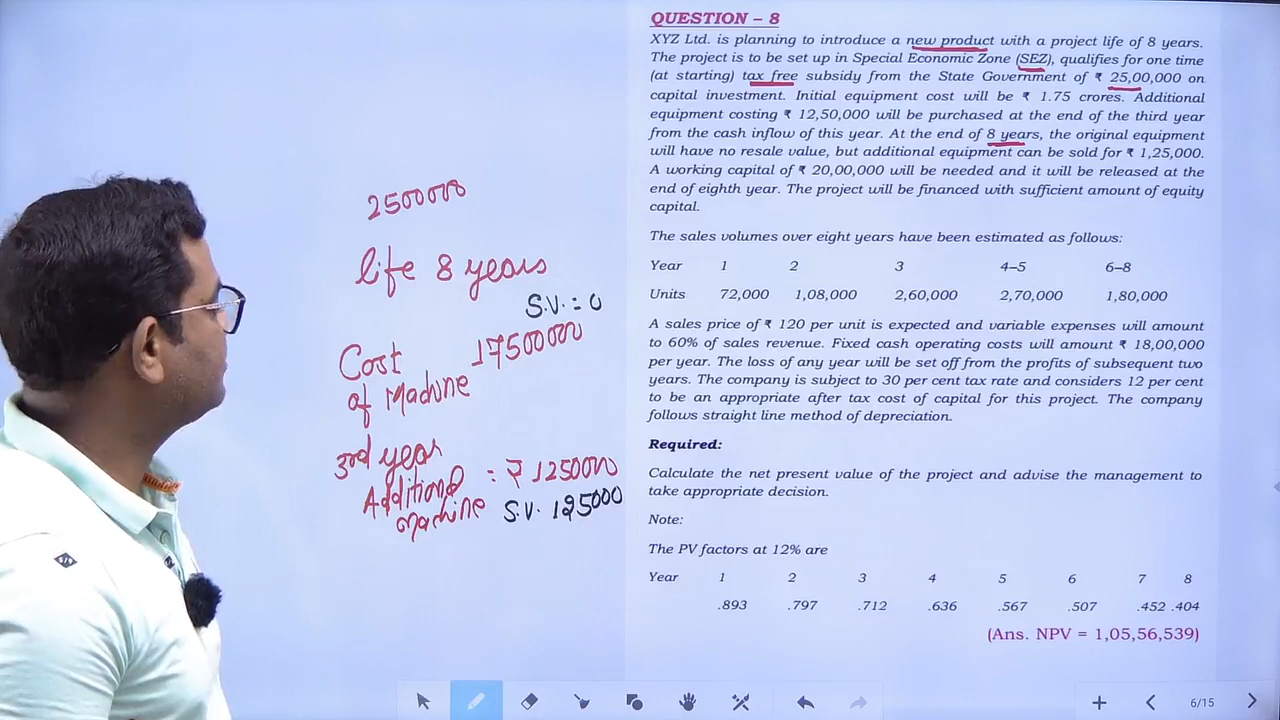 QUESTION – 8
XYZ Ltd. is planning to introduce a new product with a project life of 8 years.
The project is to be set up in Special Economic Zone (SEZ), qualifies for one time
(at starting) tax free subsidy from the State Government of ₹ 25,00,000 on
capital investment. Initial equipment cost will be ₹ 1.75 crores. Additional
equipment costing ₹ 12,50,000 will be purchased at the end of the third year
from the cash inflow of this year. At the end of 8 years, the original equipment
will have no resale value, but additional equipment can be sold for ₹ 1,25,000.
A working capital of ₹ 20,00,000 will be needed and it will be released at the
end of eighth year. The project will be financed with sufficient amount of equity
capital.
The sales volumes over eight years have been estimated as follows:
Year 1 2 3 4–5 6–8
Units 72,000 1,08,000 2,60,000 2,70,000 1,80,000
A sales price of ₹ 120 per unit is expected and variable expenses will amount
to 60% of sales revenue. Fixed cash operating costs will amount ₹ 18,00,000
per year. The loss of any year will be set off from the profits of subsequent two
years. The company is subject to 30 per cent tax rate and considers 12 per cent
to be an appropriate after tax cost of capital for this project. The company
follows straight line method of depreciation.
Required:
Calculate the net present value of the project and advise the management to
take appropriate decision.
Note:
The PV factors at 12% are
Year 1 2 3 4 5 6 7 8
.893 .797 .712 .636 .567 .507 .452 .404
(Ans. NPV = 1,05,56,539)
2500000
life 8 years
S.V. = 0
Cost 17500000
of Machine
3rd year
Additional : ₹ 1250000
Machine S.V. 125000
6/15